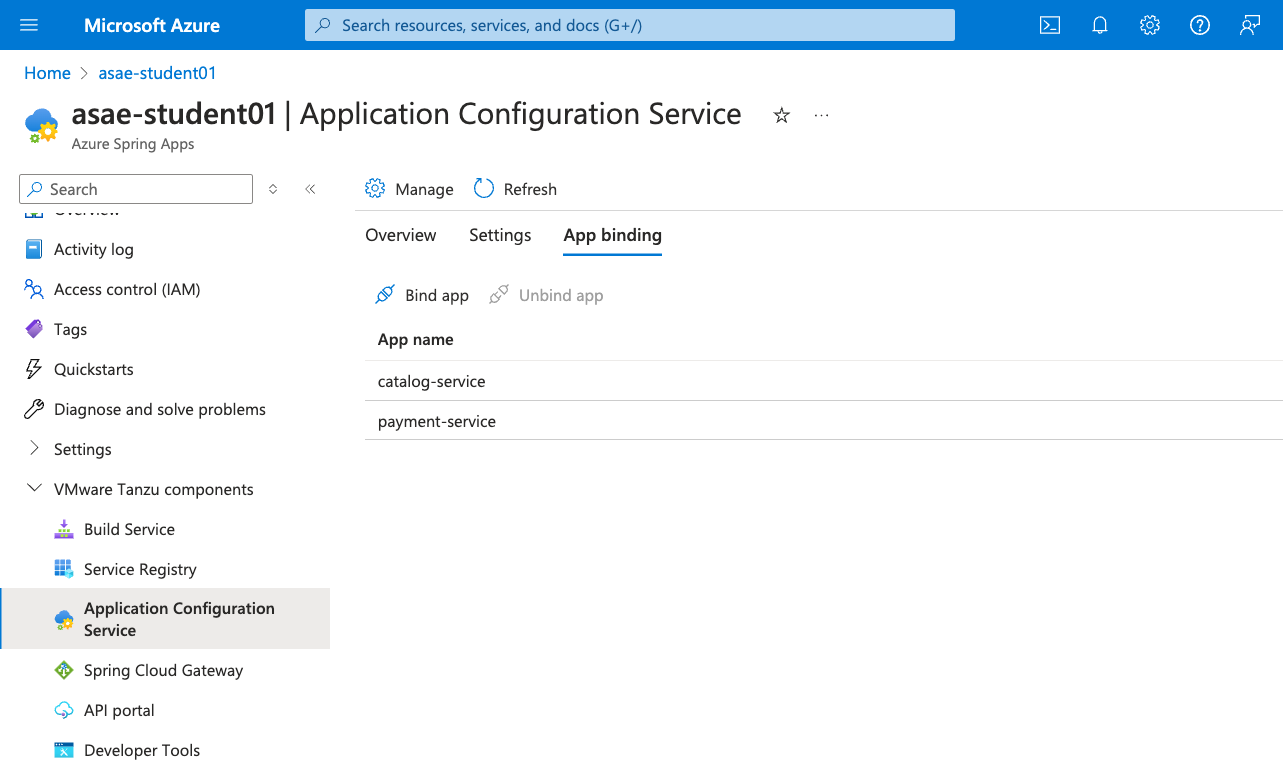 Microsoft Azure
Search resources, services, and docs (G+/)
Home > asae-student01
asae-student01 | Application Configuration Service
Azure Spring Apps
Search
Manage
Refresh
Overview
Activity log
Access control (IAM)
Tags
Quickstarts
Diagnose and solve problems
Settings
VMware Tanzu components
Build Service
Service Registry
Application Configuration
Service
Spring Cloud Gateway
API portal
Developer Tools
Overview
Settings
App binding
Bind app
Unbind app
App name
catalog-service
payment-service